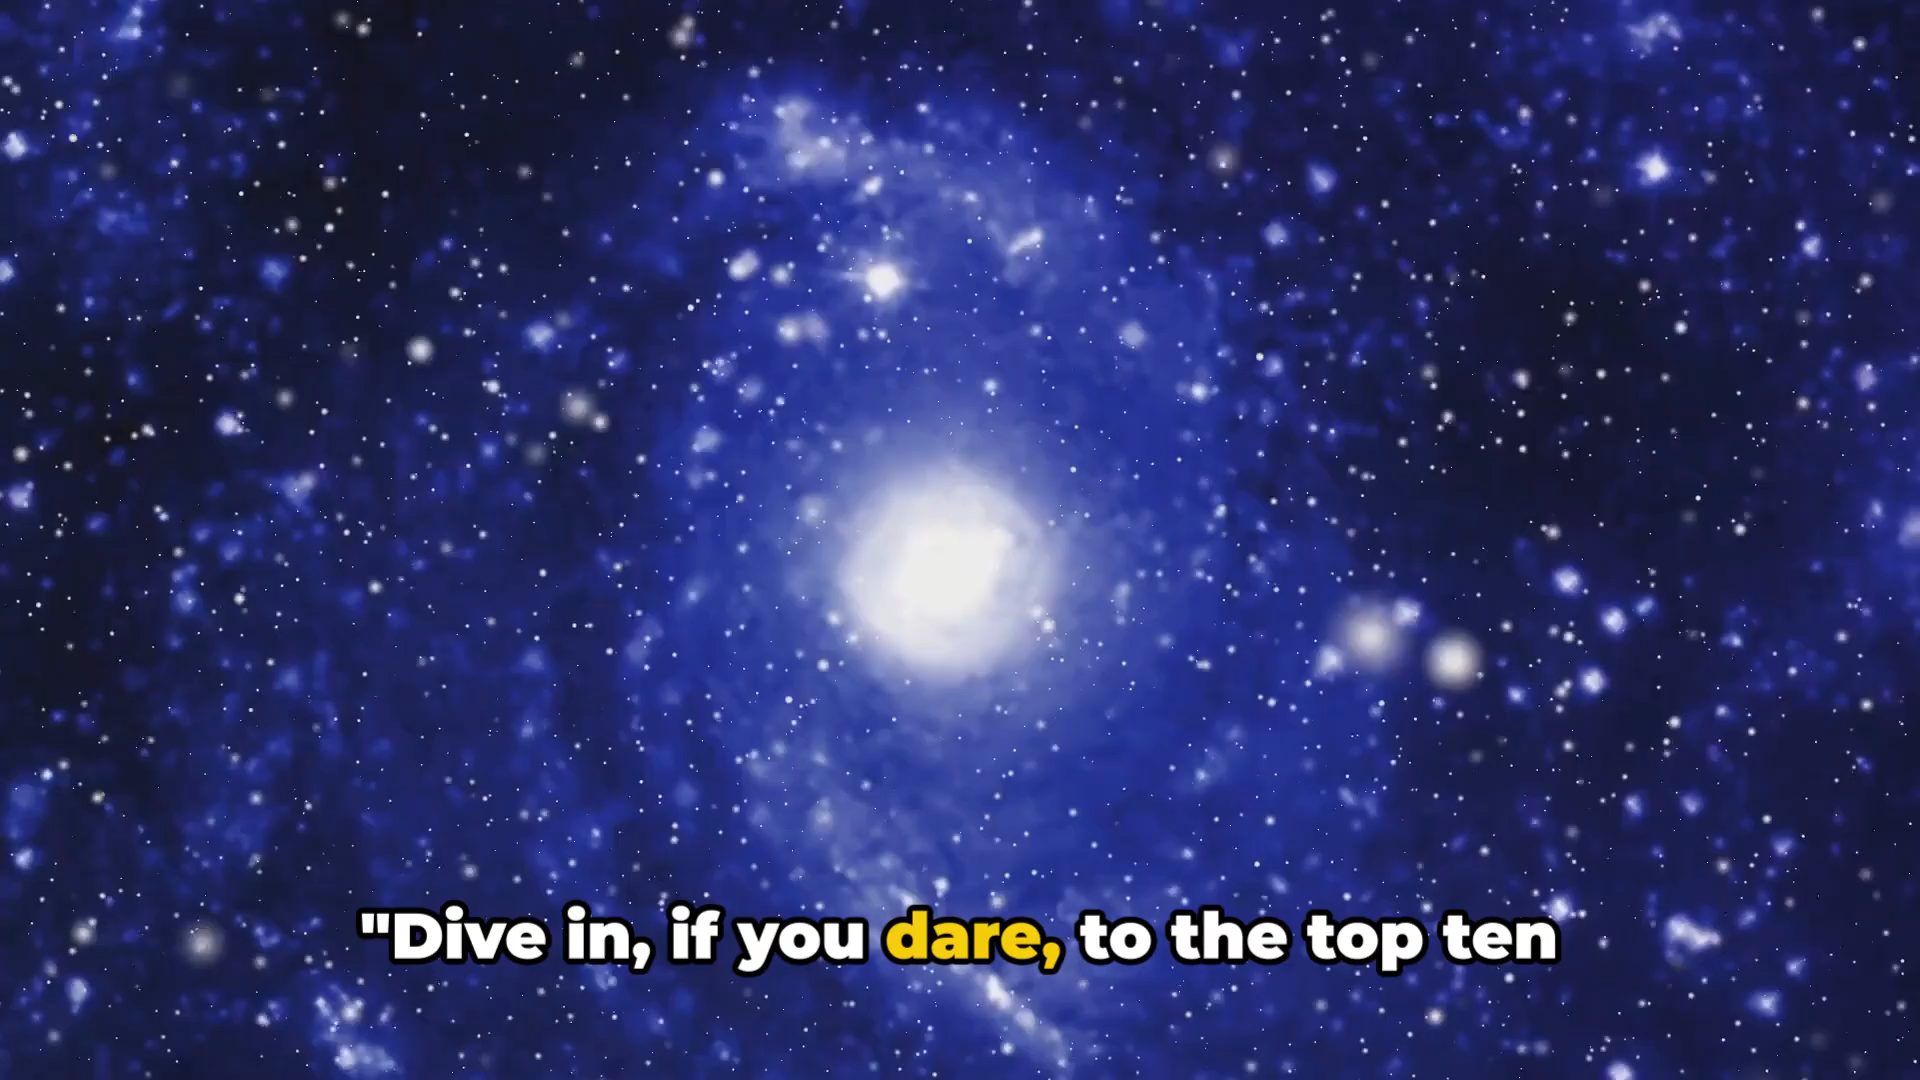 "Dive in, if you dare, to the top ten